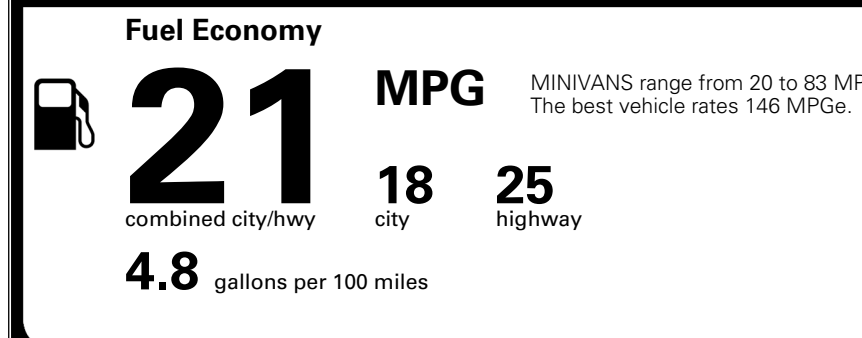 Fuel Economy
21 MPG
MINIVANS range from 20 to 83 MP
The best vehicle rates 146 MPGe.
18 25
combined city/hwy city highway
4.8 gallons per 100 miles